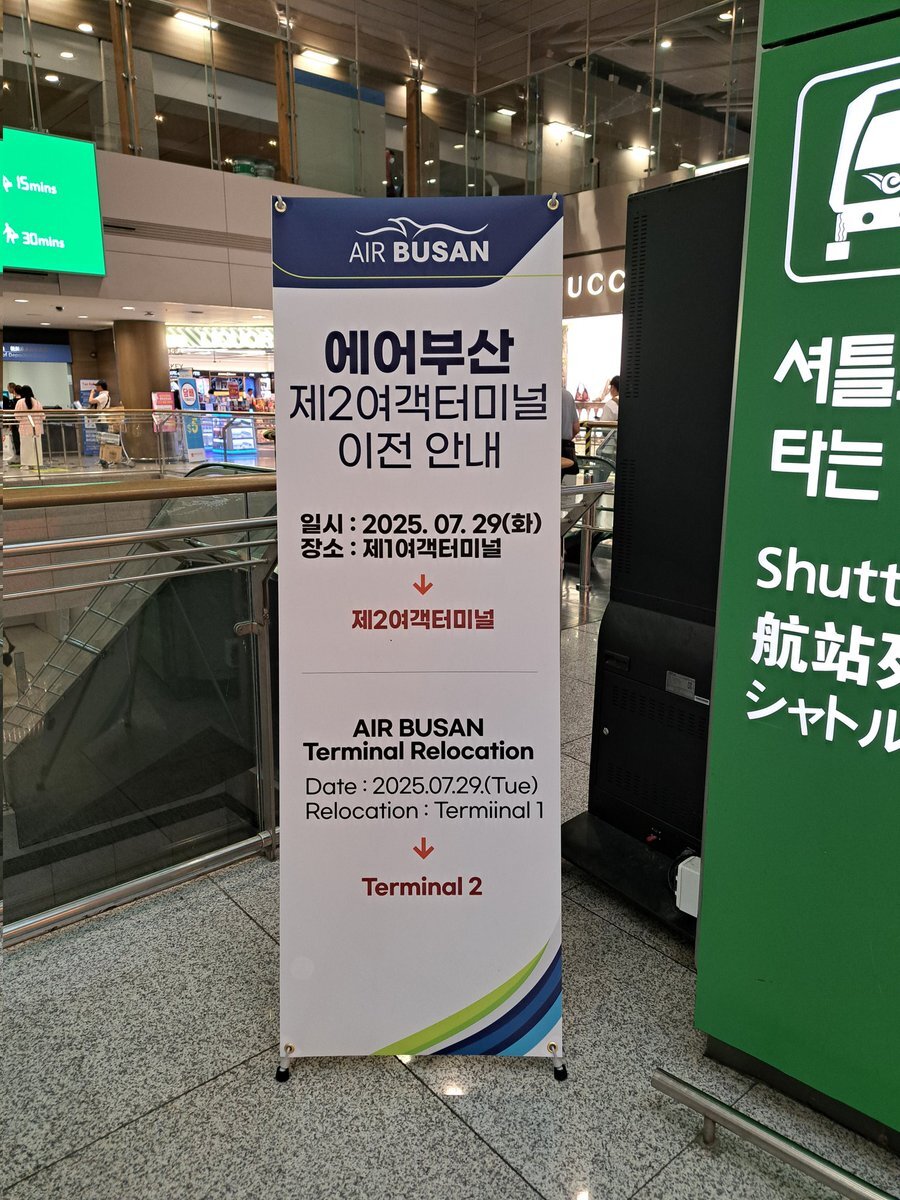 15mins
30mins
AIR BUSAN
에어부산
제2여객터미널
이전 안내
일시 : 2025. 07. 29(화)
장소 : 제1여객터미널
제2여객터미널
AIR BUSAN
Terminal Relocation
Date : 2025.07.29.(Tue)
Relocation : Termiinal 1
Terminal 2
UCC
셔틀
타는
Shutt
航站
シャトル